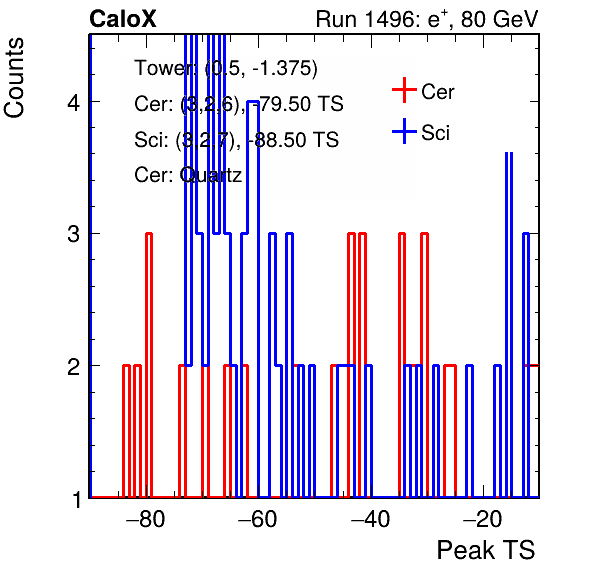 CaloX Run 1496: e⁺, 80 GeV
Counts
Tower: (0.5, -1.375)
Cer: (3,2,6), -79.50 TS
Sci: (3,2,7), -88.50 TS
Cer: Quartz
Cer
Sci
4
3
2
1
−80 −60 −40 −20
Peak TS